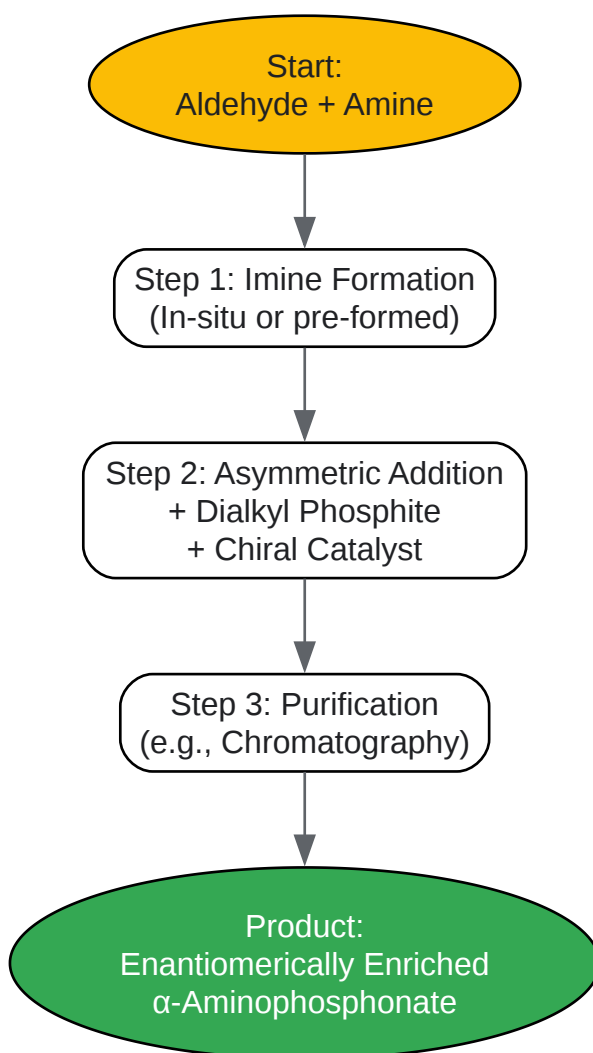 Start:
Aldehyde + Amine
Step 1: Imine Formation
(In-situ or pre-formed)
Step 2: Asymmetric Addition
+ Dialkyl Phosphite
+ Chiral Catalyst
Step 3: Purification
(e.g., Chromatography)
Product:
Enantiomerically Enriched
α-Aminophosphonate